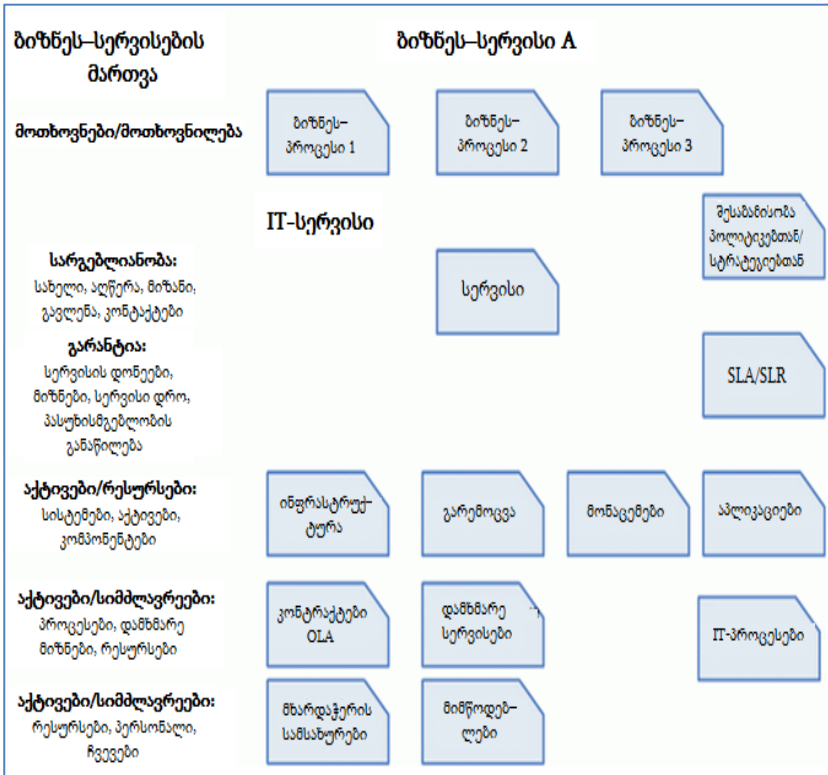 ბიზნეს–სერვისების
მართვა
ბიზნეს–სერვისი A
მოთხოვნები/მოთხოვნილება
ბიზნეს–
პროცესი 1
ბიზნეს–
პროცესი 2
ბიზნეს–
პროცესი 3
IT-სერვისი
შესაბამისობა
პოლიტიკებთან/
სტრატეგიებთან
სარგებლიანობა:
სახელი, აღწერა, მიზანი,
გავლენა, კონტაქტები
სერვისი
გარანტია:
სერვისის დონეები,
მიზნები, სერვისი დრო,
პასუხისმგებლობის
განაწილება
SLA/SLR
აქტივები/რესურსები:
სისტემები, აქტივები,
კომპონენტები
ინფრასტრუქ–
ტურა
გარემოცვა
მონაცემები
აპლიკაციები
აქტივები/სიმძლავრეები:
პროცესები, დამხმარე
მიზნები, რესურსები
კონტრაქტები
OLA
დამხმარე
სერვისები
IT-პროცესები
აქტივები/სიმძლავრეები:
რესურსები, პერსონალი,
ჩვევები
მხარდაჭერის
სამსახურები
მიმწოდებ–
ლები